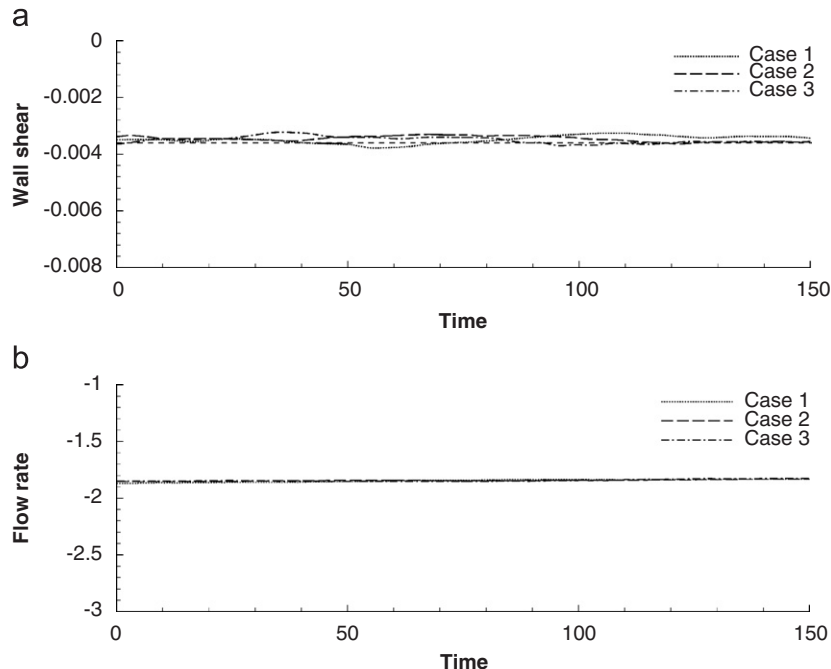 a
0
-0.002
-0.004
-0.006
-0.008
Wall shear
Case 1
Case 2
Case 3
0 50 100 150
Time
b
-1
-1.5
-2
-2.5
-3
Flow rate
Case 1
Case 2
Case 3
0 50 100 150
Time